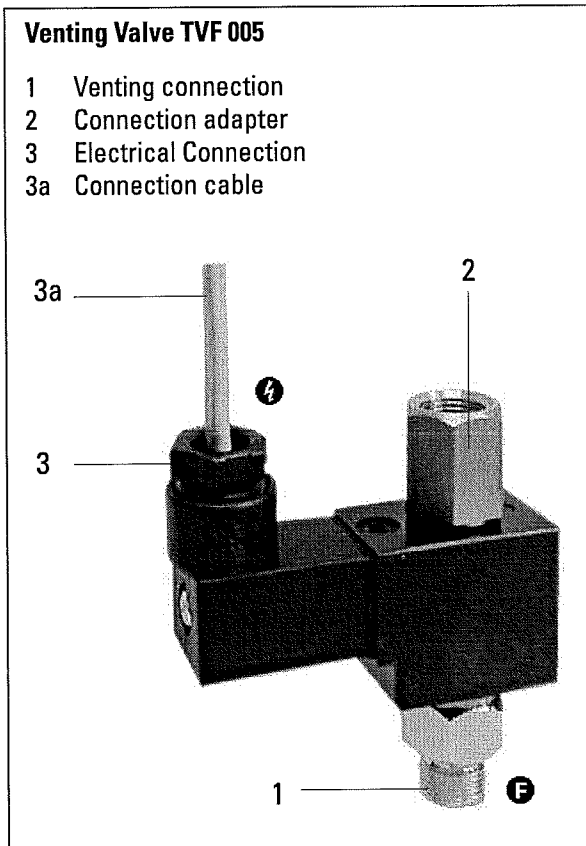 Venting Valve TVF 005
1 Venting connection
2 Connection adapter
3 Electrical Connection
3a Connection cable
3a
2
3
1
F